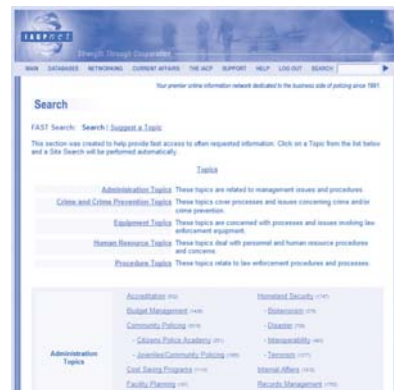 IACP net
Strength Through Cooperation
MAIN DATABASES NETWORKING CURRENT AFFAIRS THE IACP SUPPORT HELP LOG OUT SEARCH
Your premier online information network dedicated to the business side of policing since 1991.
Search
FAST Search: Search | Suggest a Topic
This section was created to help provide fast access to often requested information. Click on a Topic from the list below
and a Site Search will be performed automatically.
Topics
Administration Topics These topics are related to management issues and procedures.
Crime and Crime Prevention Topics These topics cover processes and issues concerning crime and/or
crime prevention.
Equipment Topics These topics are concerned with processes and issues involving law
enforcement equipment.
Human Resource Topics These topics deal with personnel and human resource procedures
and concerns.
Procedure Topics These topics relate to law enforcement procedures and processes.
Administration
Topics
Accreditation
Homeland Security
Budget Management
- Bioterrorism
Community Policing
- Disaster
- Citizens Police Academy
- Interoperability
- Juveniles/Community Policing
- Terrorism
Cost Saving Programs
Internal Affairs
Facility Planning
Records Management